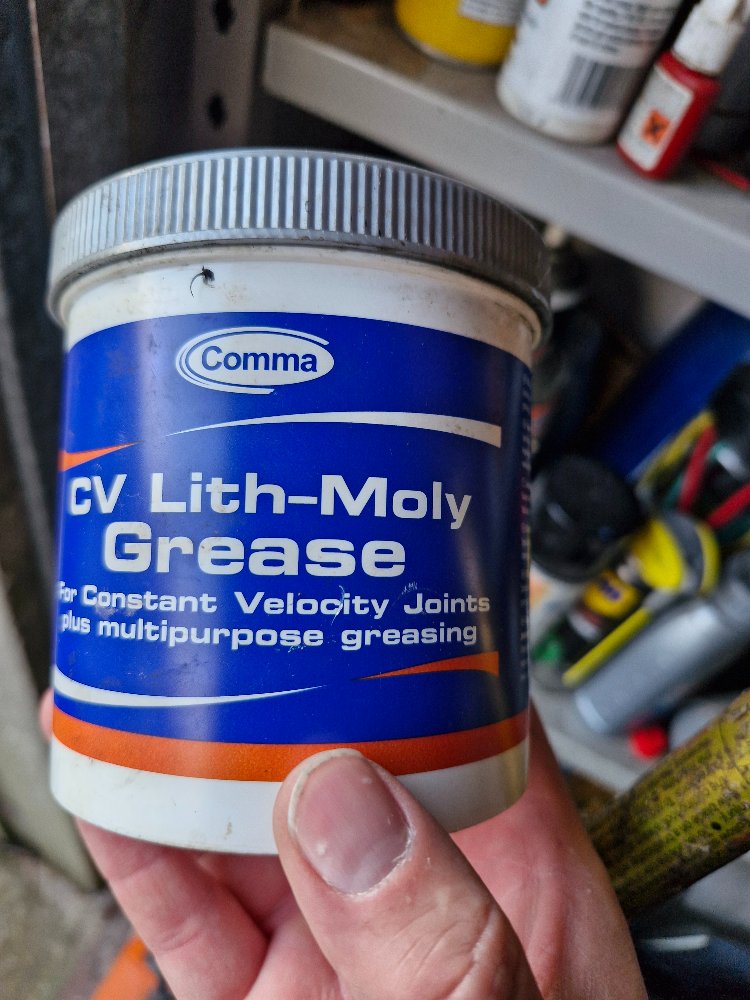 Comma
CV Lith-Moly
Grease
For Constant Velocity Joints
plus multipurpose greasing